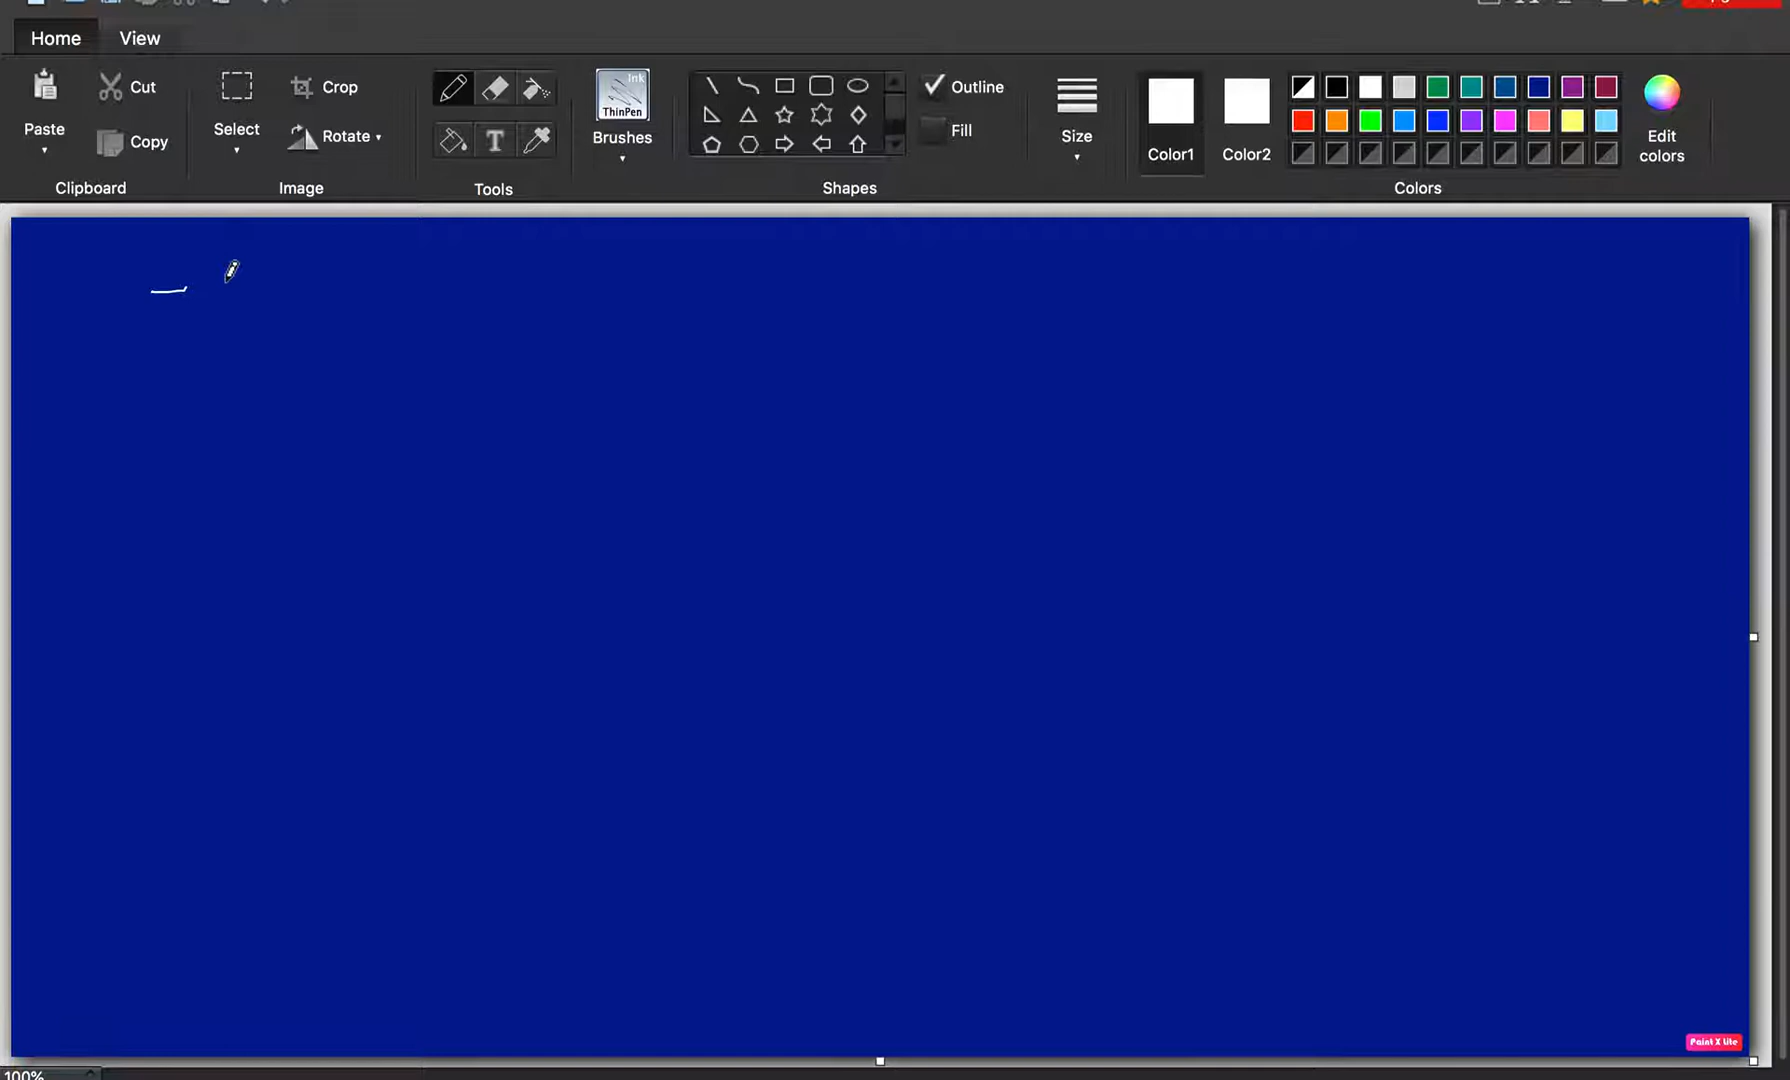 Home View
Paste Cut Copy Clipboard
Select Crop Rotate Image
Tools
Ink ThinPen Brushes
Outline Fill Shapes
Size
Color1 Color2 Edit colors Colors
Paint X Lite
100%